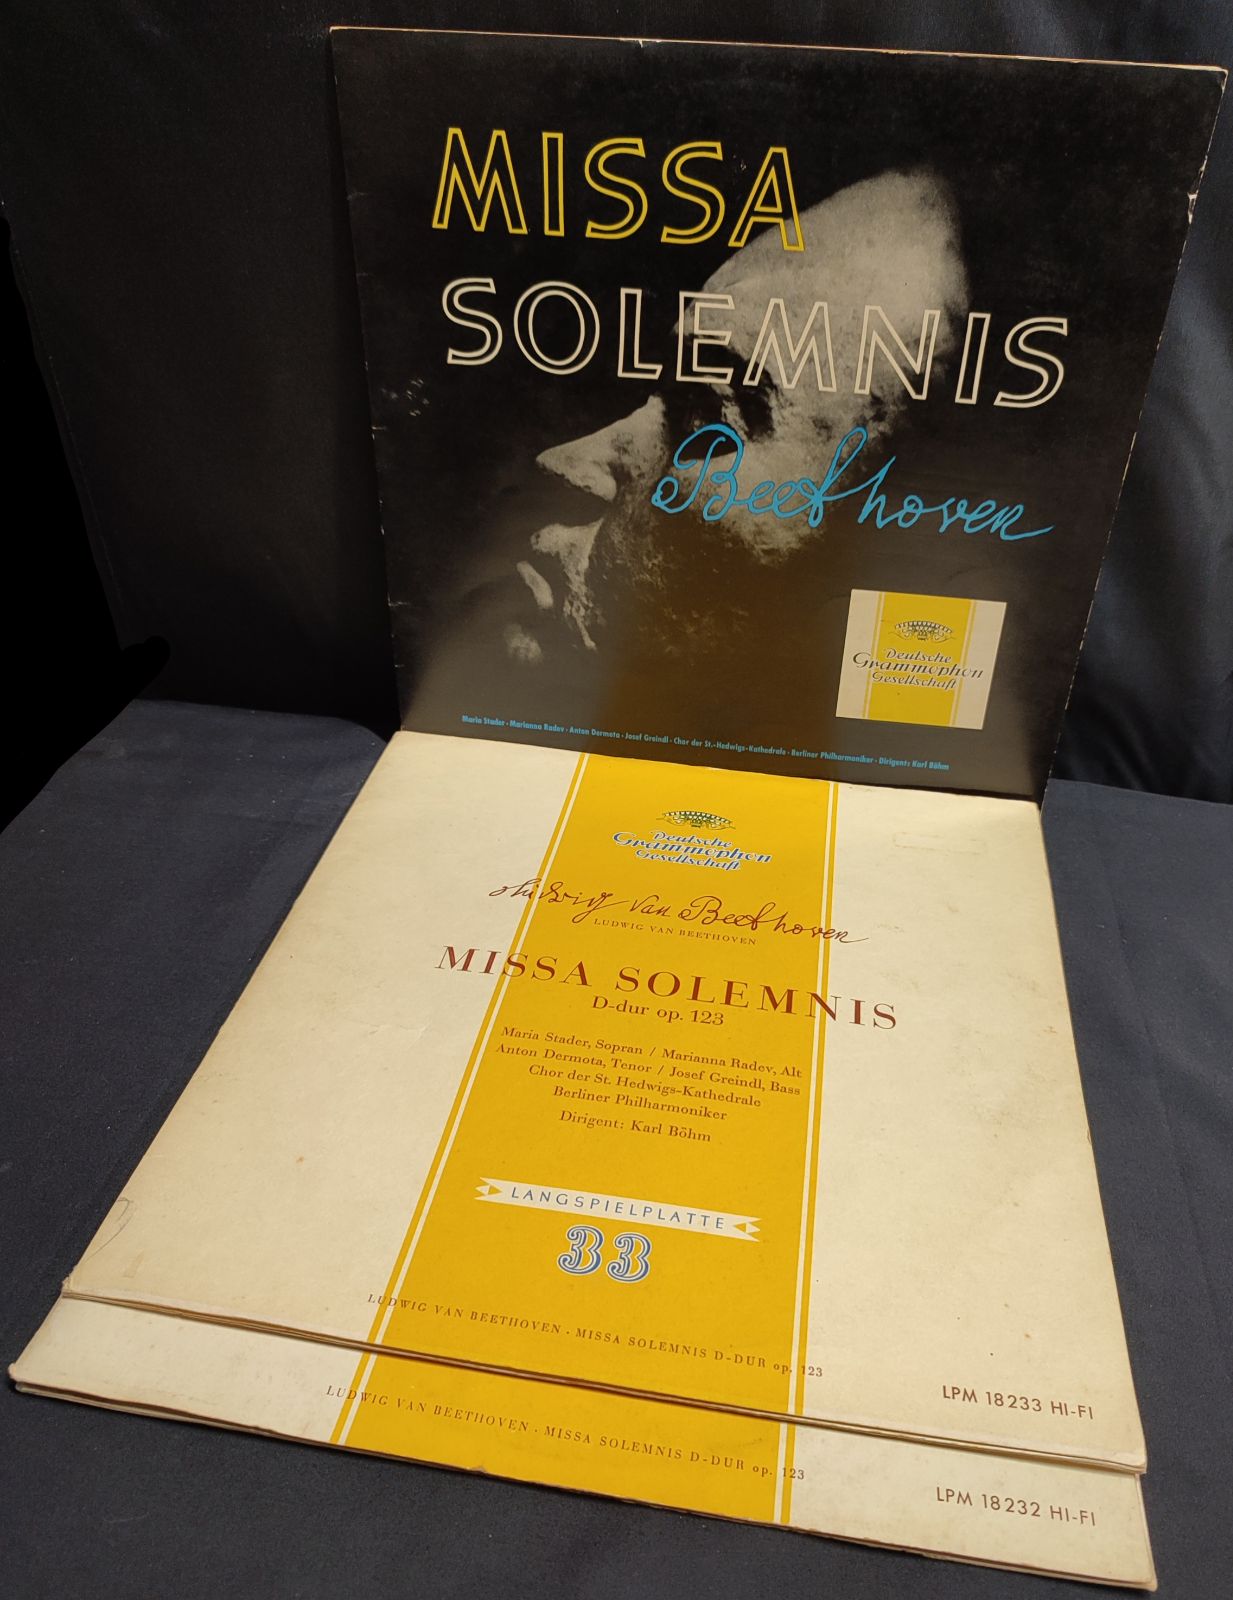 MISSA
SOLEMNIS
Beethoven
Deutsche
Grammophon
Gesellschaft
Maria Stader · Marianna Radev · Anton Dermota · Josef Greindl · Chor der St.-Hedwigs-Kathedrale · Berliner Philharmoniker · Dirigent: Karl Böhm
Deutsche
Grammophon
Gesellschaft
Ludwig van Beethoven
LUDWIG VAN BEETHOVEN
MISSA SOLEMNIS
D-dur op. 123
Maria Stader, Sopran / Marianna Radev, Alt
Anton Dermota, Tenor / Josef Greindl, Bass
Chor der St. Hedwigs-Kathedrale
Berliner Philharmoniker
Dirigent: Karl Böhm
LANGSPIELPLATTE
33
LUDWIG VAN BEETHOVEN · MISSA SOLEMNIS D-DUR op. 123
LPM 18233 HI-FI
LUDWIG VAN BEETHOVEN · MISSA SOLEMNIS D-DUR op. 123
LPM 18232 HI-FI